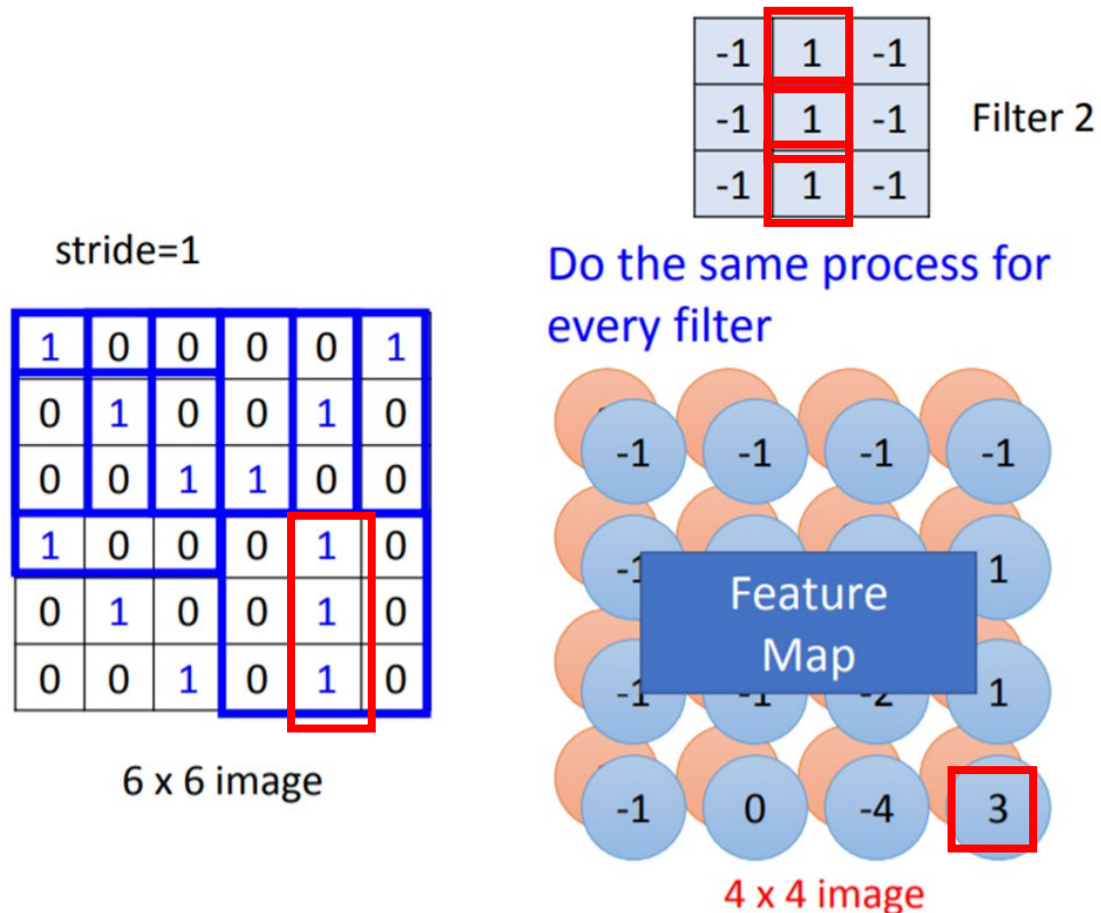 -1 1 -1
-1 1 -1
-1 1 -1
Filter 2
stride=1
1 0 0 0 0 1
0 1 0 0 1 0
0 0 1 1 0 0
1 0 0 0 1 0
0 1 0 0 1 0
0 0 1 0 1 0
6 x 6 image
Do the same process for
every filter
-1 -1 -1 -1
-1 1
Feature
Map
-1 -1 -2 1
-1 0 -4 3
4 x 4 image